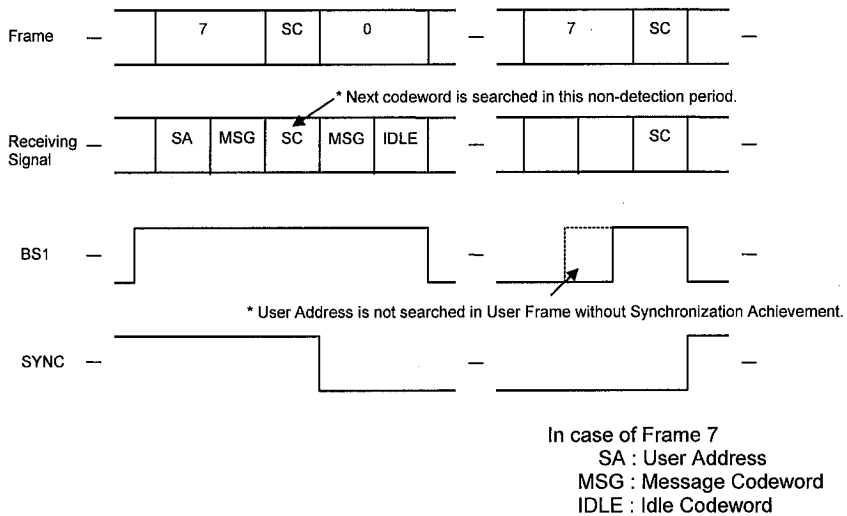 Frame 7 SC 0 7 SC
* Next codeword is searched in this non-detection period.
Receiving Signal SA MSG SC MSG IDLE SC
BS1
* User Address is not searched in User Frame without Synchronization Achievement.
SYNC
In case of Frame 7
SA : User Address
MSG : Message Codeword
IDLE : Idle Codeword